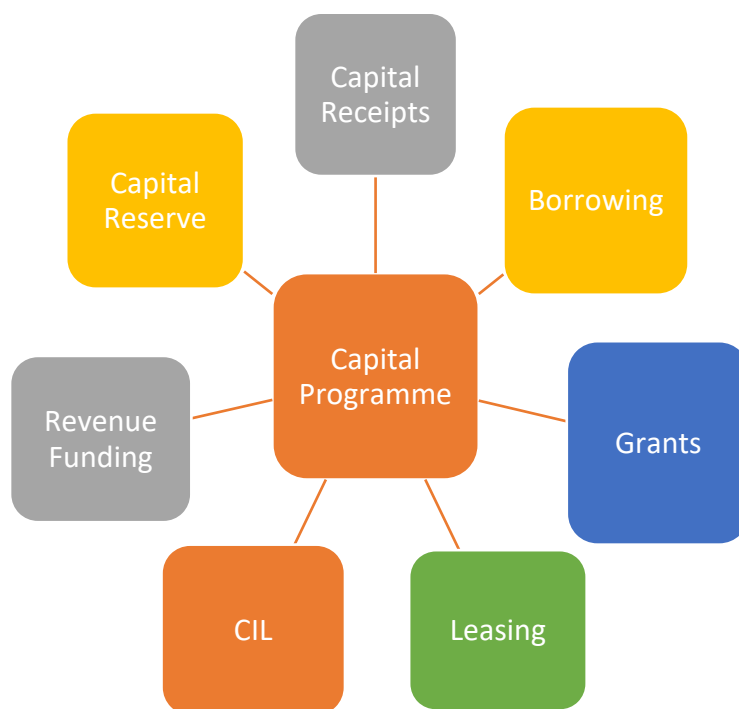 Capital
Receipts
Capital
Reserve
Borrowing
Capital
Programme
Revenue
Funding
Grants
CIL
Leasing